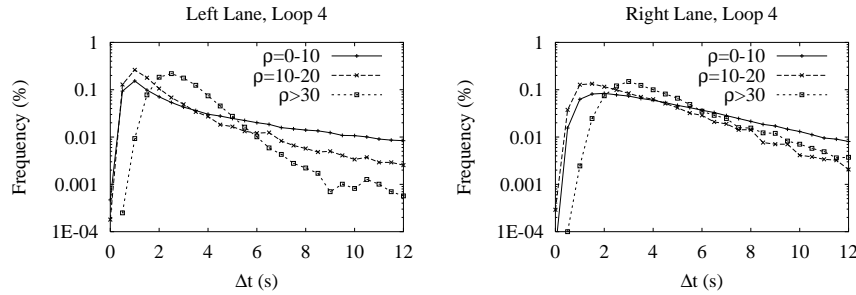 Left Lane, Loop 4
Frequency (%)
1
0.1
0.01
0.001
1E-04
ρ=0-10
ρ=10-20
ρ>30
0 2 4 6 8 10 12
Δt (s)
Right Lane, Loop 4
Frequency (%)
1
0.1
0.01
0.001
1E-04
ρ=0-10
ρ=10-20
ρ>30
0 2 4 6 8 10 12
Δt (s)